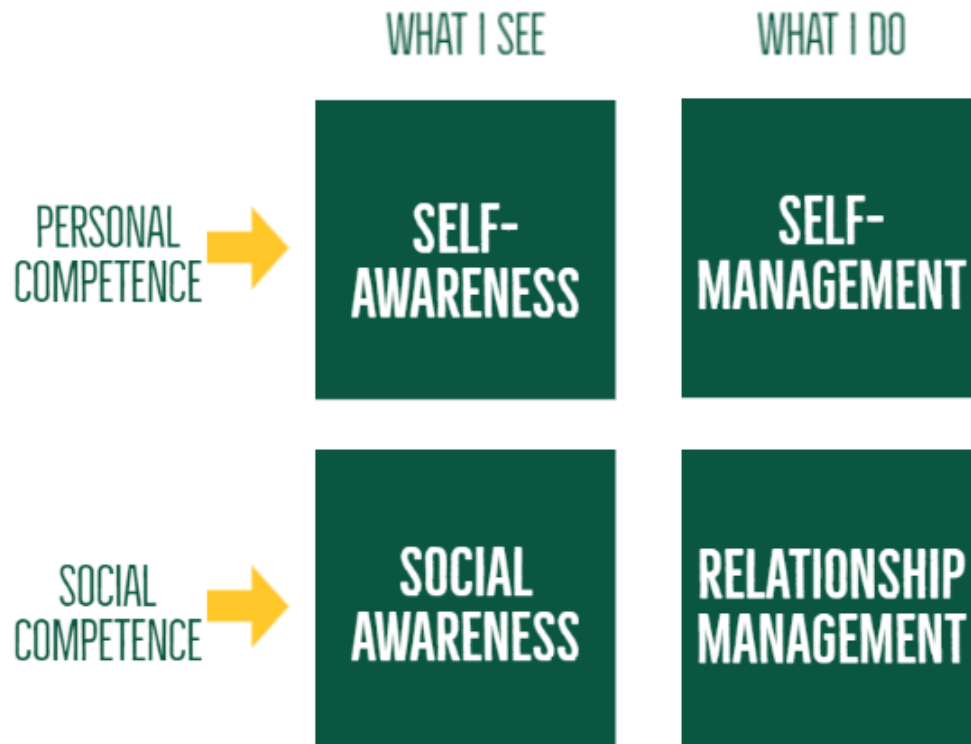 WHAT I SEE
WHAT I DO
PERSONAL
COMPETENCE
SELF-
AWARENESS
SELF-
MANAGEMENT
SOCIAL
COMPETENCE
SOCIAL
AWARENESS
RELATIONSHIP
MANAGEMENT